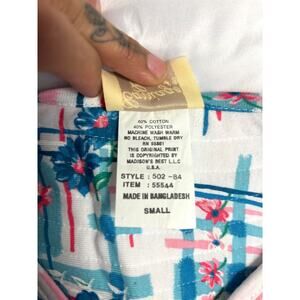 60% COTTON
40% POLYESTER
MACHINE WASH WARM
NO BLEACH, TUMBLE DRY
RN 95561
THIS ORIGINAL PRINT
IS COPYRIGHTED BY
MADISON'S BEST L.L.C
U.S.A.
STYLE : 502 -84
ITEM : 55544
MADE IN BANGLADESH
SMALL